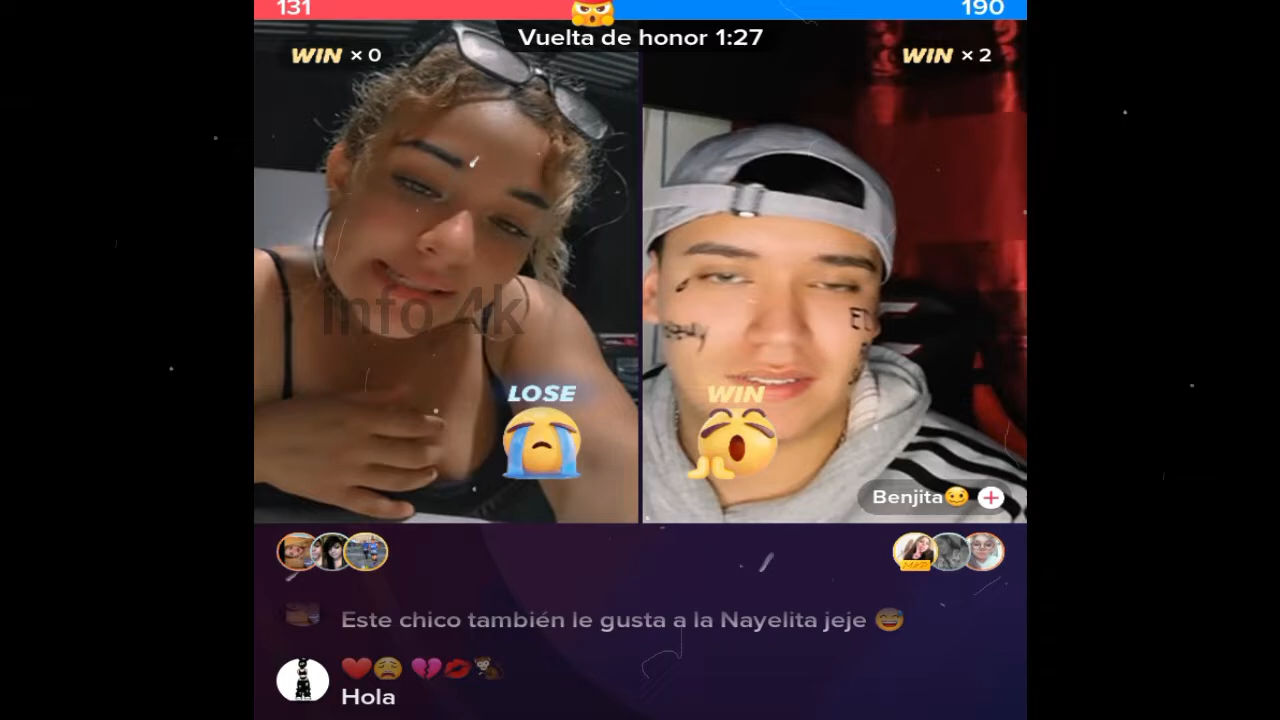 131
190
Vuelta de honor 1:27
WIN × 0
WIN × 2
info 4k
LOSE
WIN
Benjita
Este chico también le gusta a la Nayelita jeje
Hola